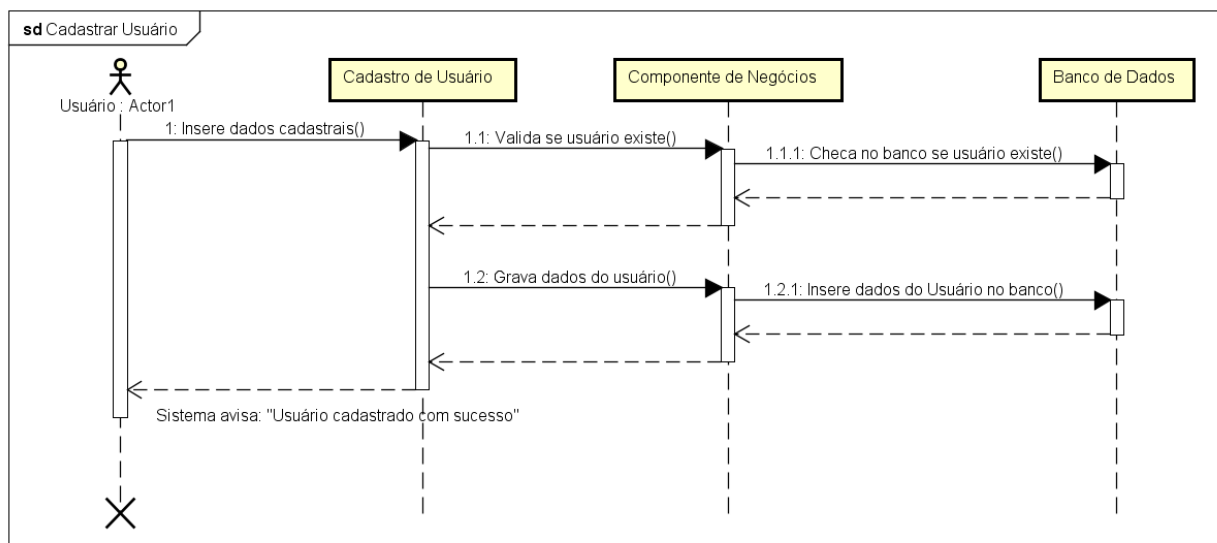 sd Cadastrar Usuário
Usuário : Actor1
Cadastro de Usuário
Componente de Negócios
Banco de Dados
1: Insere dados cadastrais()
1.1: Valida se usuário existe()
1.1.1: Checa no banco se usuário existe()
1.2: Grava dados do usuário()
1.2.1: Insere dados do Usuário no banco()
Sistema avisa: "Usuário cadastrado com sucesso"